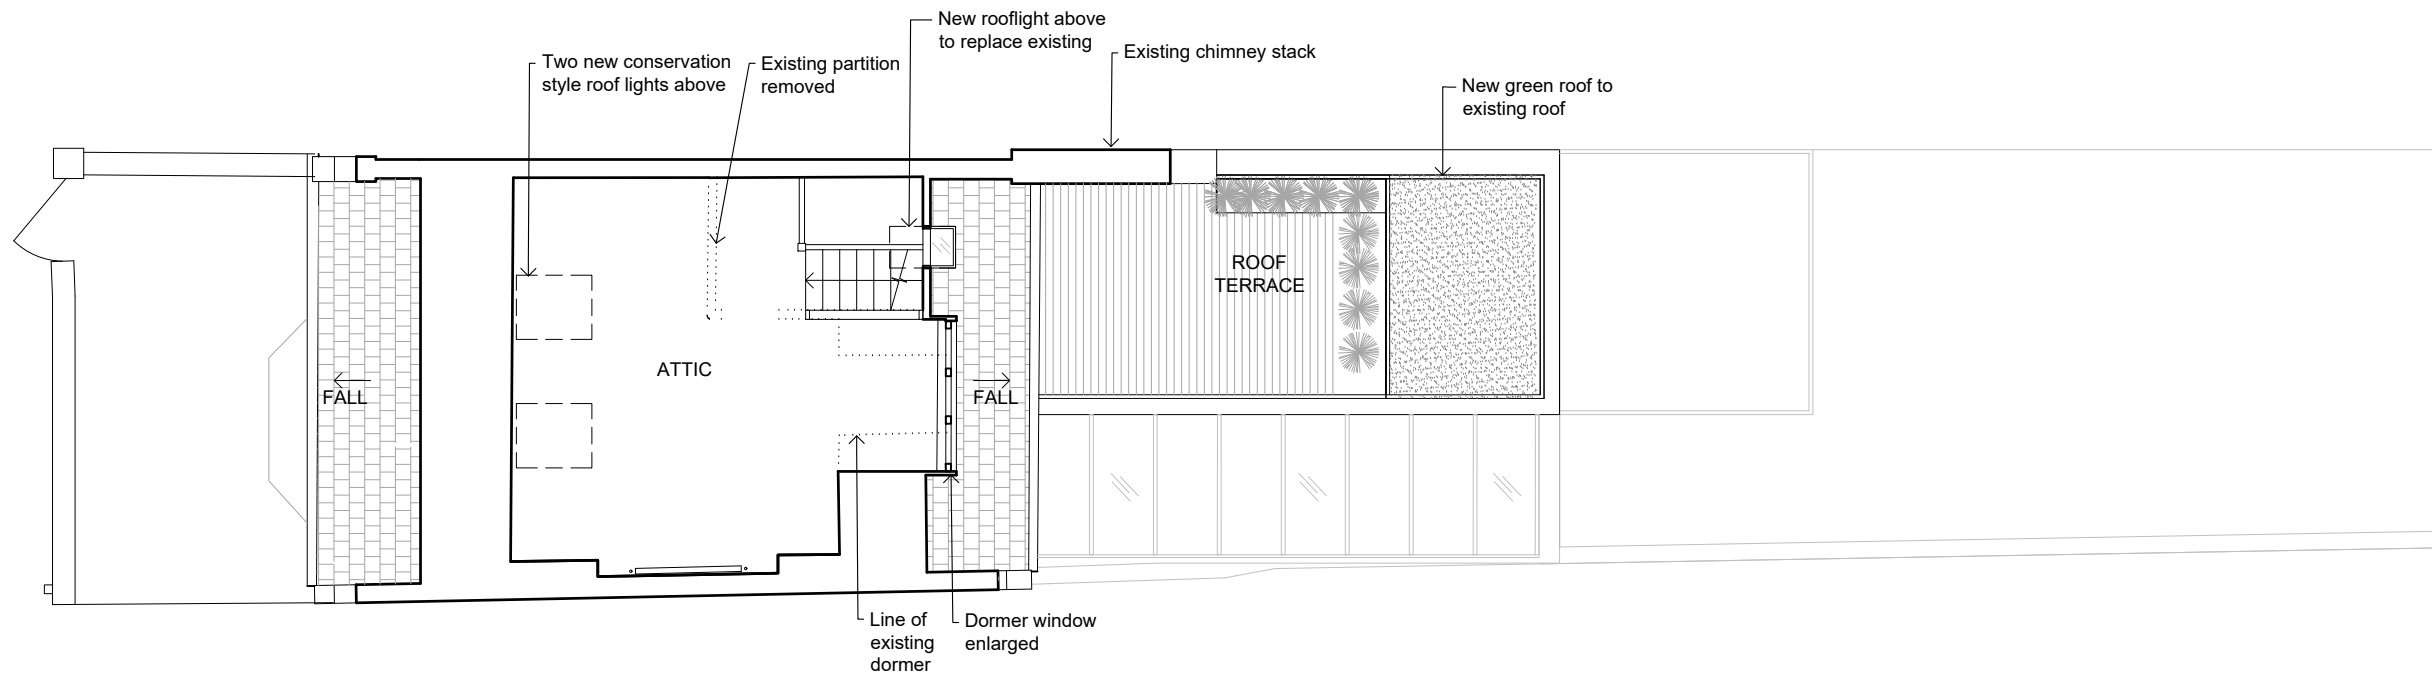 New rooflight above
to replace existing
Existing chimney stack
Two new conservation
style roof lights above
Existing partition
removed
New green roof to
existing roof
ROOF
TERRACE
ATTIC
FALL
FALL
Line of
existing
dormer
Dormer window
enlarged